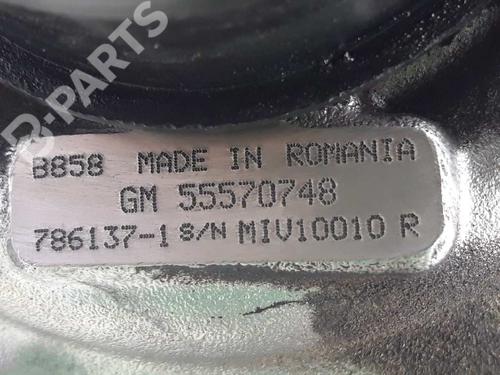 B-PARTS
B858 MADE IN ROMANIA
GM 55570748
786137-1 S/N MIV10010 R